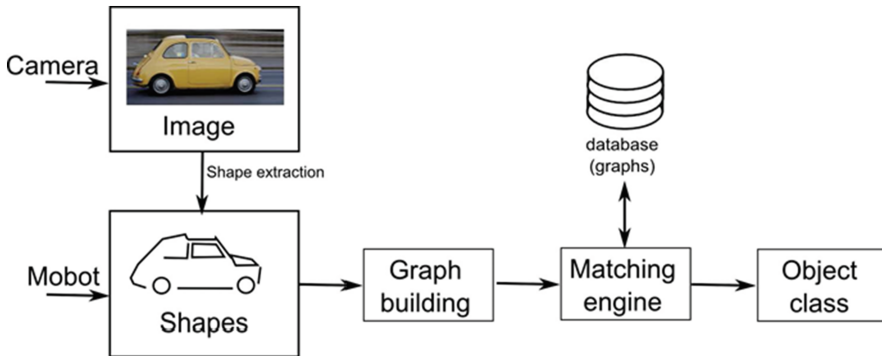 Camera
Image
Shape extraction
Mobot
Shapes
Graph
building
Matching
engine
database
(graphs)
Object
class